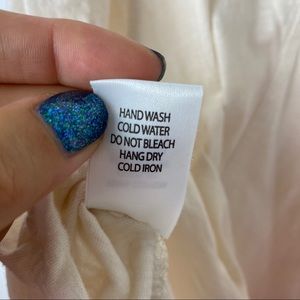 HAND WASH
COLD WATER
DO NOT BLEACH
HANG DRY
COLD IRON